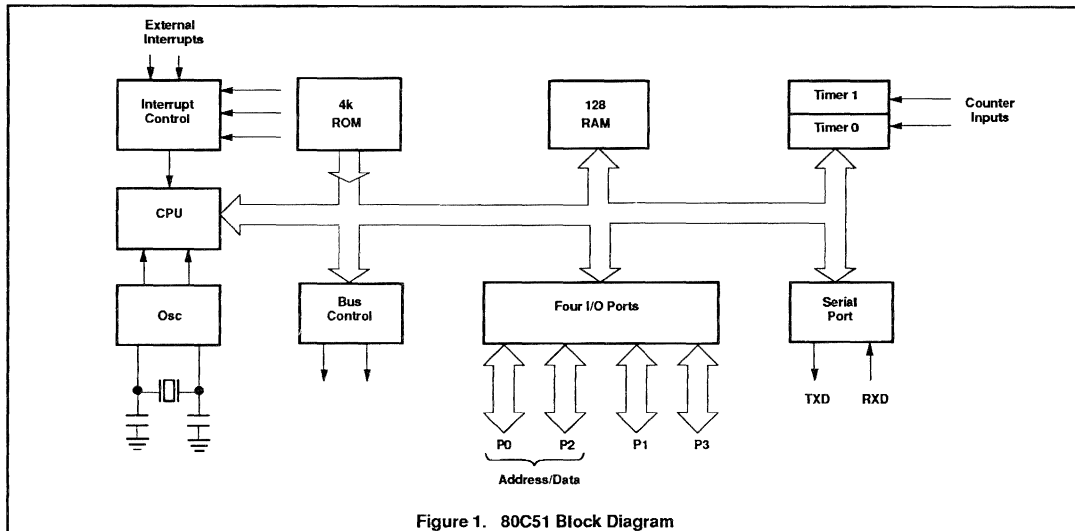 External
Interrupts
Interrupt
Control
4k
ROM
128
RAM
Timer 1
Timer 0
Counter
Inputs
CPU
Osc
Bus
Control
Four I/O Ports
Serial
Port
TXD RXD
P0 P2 P1 P3
Address/Data
Figure 1. 80C51 Block Diagram